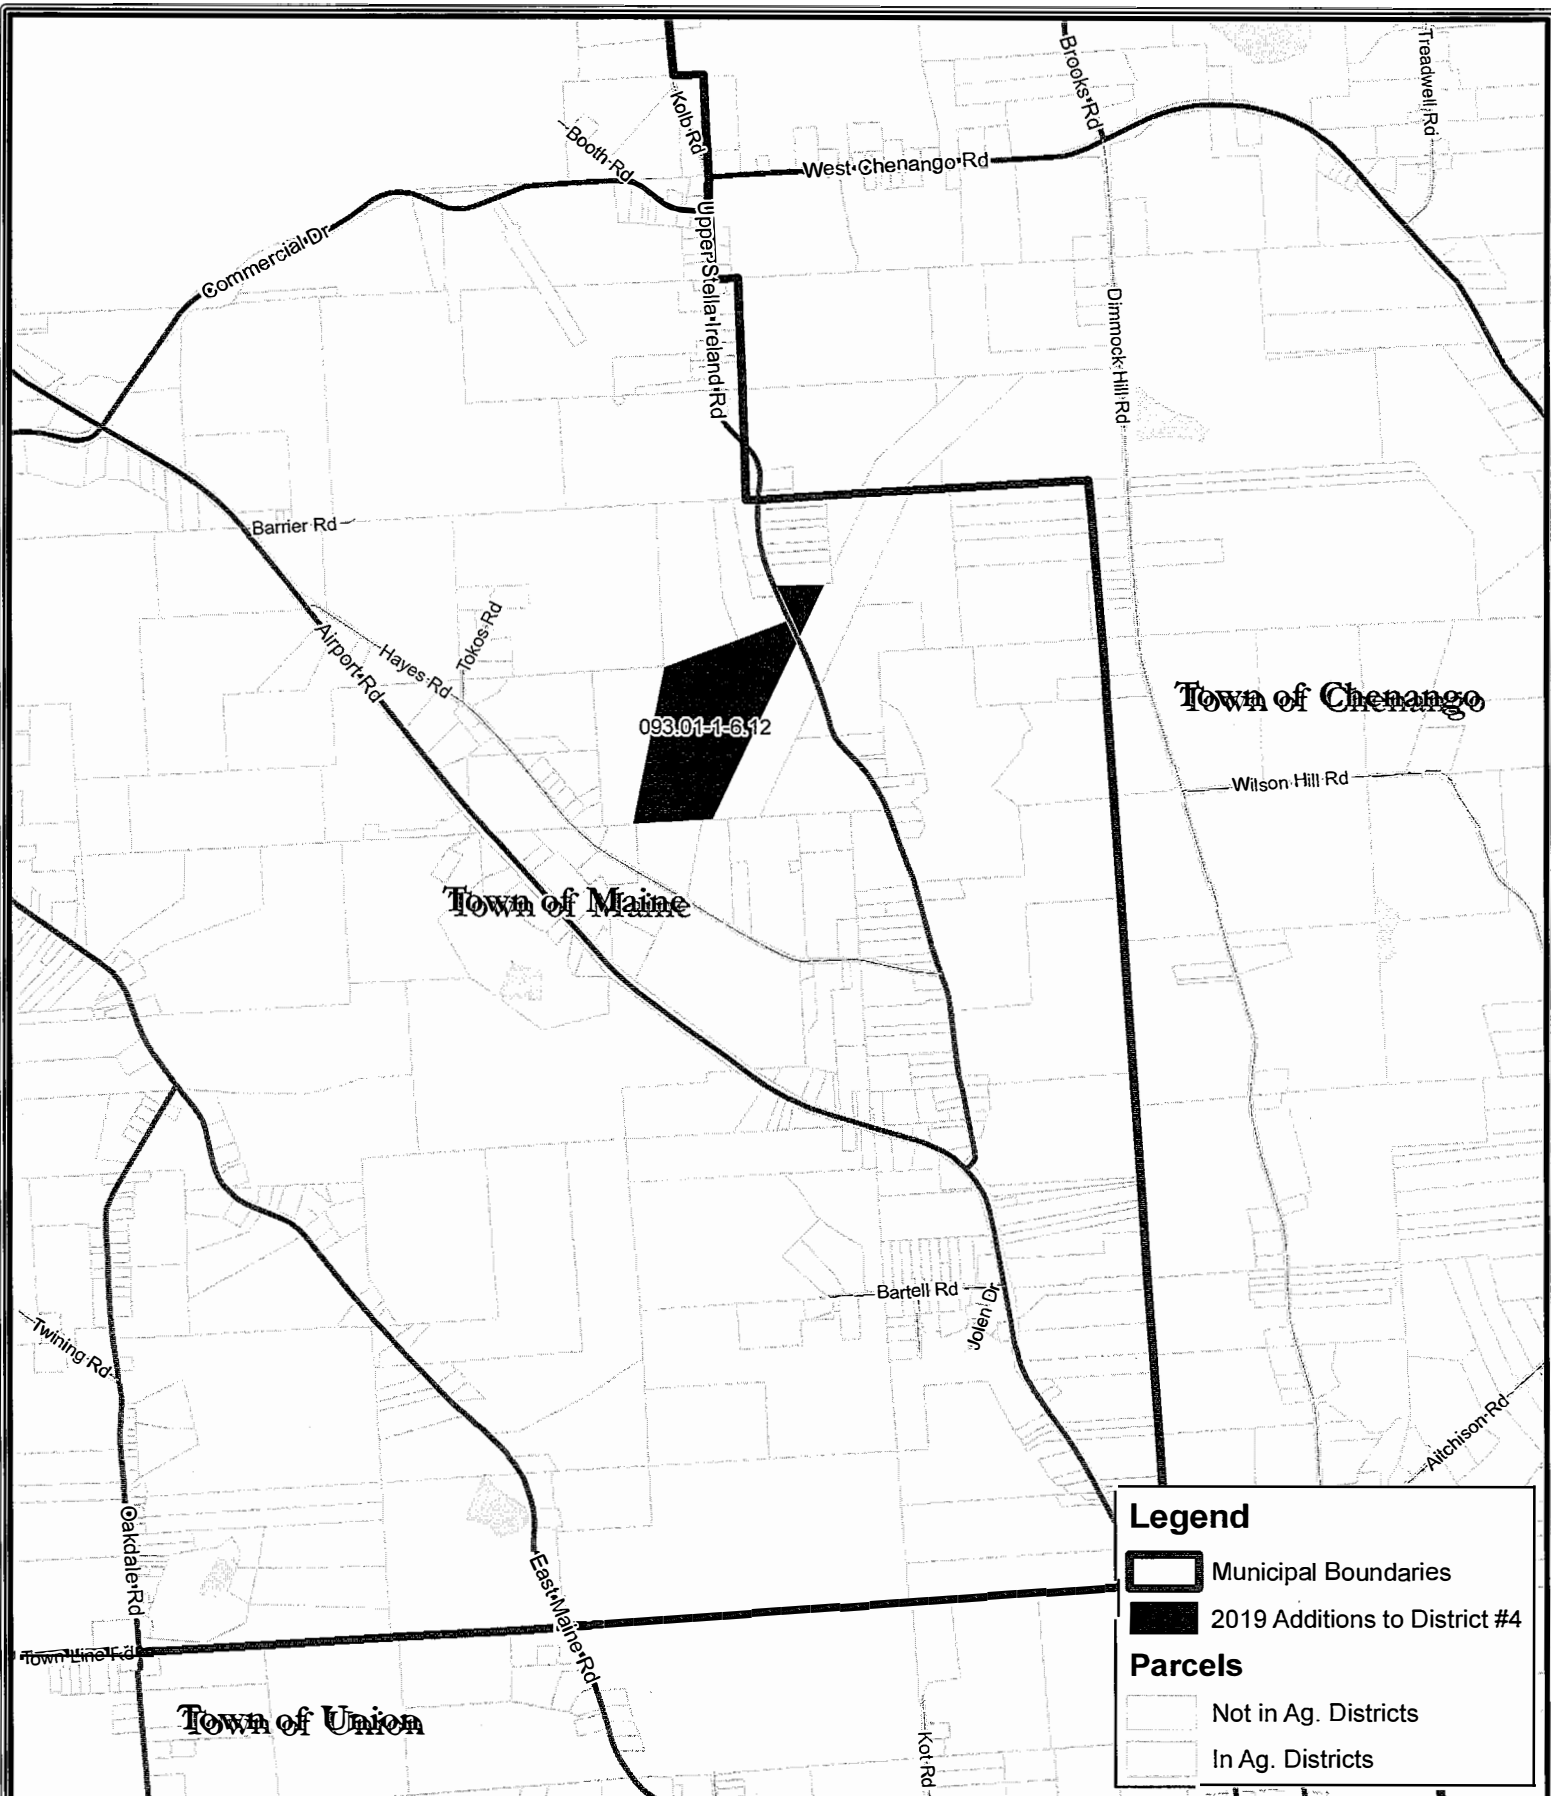 Treadwell Rd
Brooks Rd
Kolb Rd
Booth Rd
West Chenango Rd
Commercial Dr
Upper Stella Ireland Rd
Dimmock Hill Rd
Barrier Rd
Tokos Rd
Hayes Rd
Airport Rd
Town of Chenango
093.01-1-6.12
Wilson Hill Rd
Town of Maine
Bartell Rd
Jolen Dr
Twining Rd
Aitchison Rd
Oakdale Rd
East Maine Rd
Town Line Rd
Town of Union
Kot Rd
Legend
Municipal Boundaries
2019 Additions to District #4
Parcels
Not in Ag. Districts
In Ag. Districts